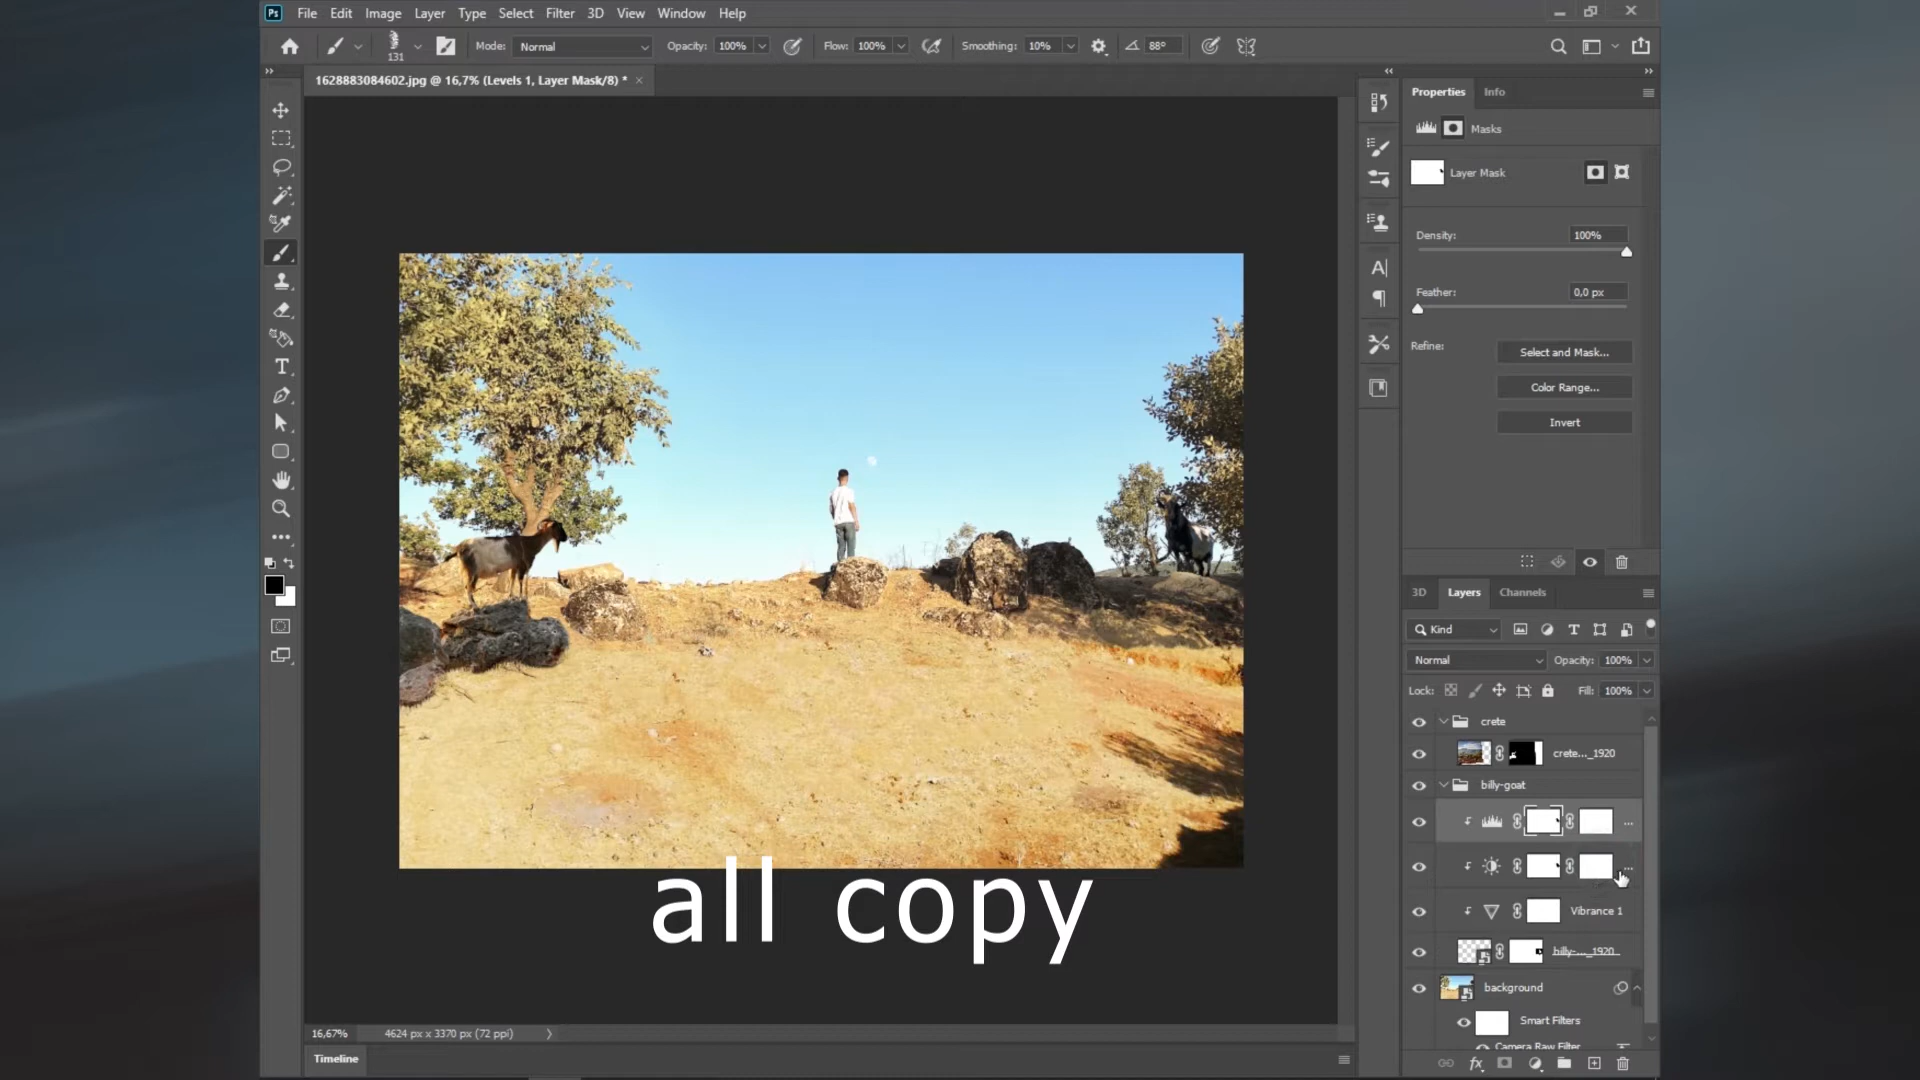 Ps File Edit Image Layer Type Select Filter 3D View Window Help
131 Mode: Normal Opacity: 100% Flow: 100% Smoothing: 10% 88°
1628883084602.jpg @ 16,7% (Levels 1, Layer Mask/8) * ×
Properties Info
Masks
Layer Mask
Density: 100%
Feather: 0,0 px
Refine: Select and Mask...
Color Range...
Invert
3D Layers Channels
Kind
Normal Opacity: 100%
Lock: Fill: 100%
crete
crete..._1920
billy-goat
...
...
Vibrance 1
billy-..._1920
background
Smart Filters
Camera Raw Filter
all copy
16,67% 4624 px x 3370 px (72 ppi)
Timeline